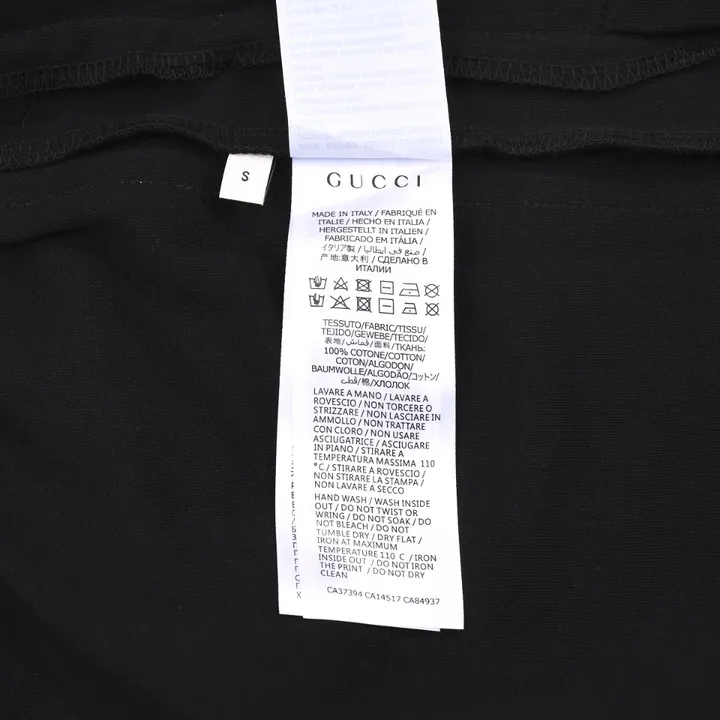 S
GUCCI
MADE IN ITALY / FABRIQUÉ EN
ITALIE / HECHO EN ITALIA /
HERGESTELLT IN ITALIEN /
FABRICADO EM ITÁLIA /
イタリア製 / صنع في ايطاليا /
产地:意大利 / СДЕЛАНО В
ИТАЛИИ
TESSUTO/FABRIC/TISSU/
TEJIDO/GEWEBE/TECIDO/
表地/قماش/面料/ТКАНЬ:
100% COTONE/COTTON/
COTON/ALGODON/
BAUMWOLLE/ALGODÃO/コットン/
قطن/棉/ХЛОПОК
LAVARE A MANO / LAVARE A
ROVESCIO / NON TORCERE O
STRIZZARE / NON LASCIARE IN
AMMOLLO / NON TRATTARE
CON CLORO / NON USARE
ASCIUGATRICE / ASCIUGARE
IN PIANO / STIRARE A
TEMPERATURA MASSIMA 110
°C / STIRARE A ROVESCIO /
NON STIRARE LA STAMPA /
NON LAVARE A SECCO
HAND WASH / WASH INSIDE
OUT / DO NOT TWIST OR
WRING / DO NOT SOAK / DO
NOT BLEACH / DO NOT
TUMBLE DRY / DRY FLAT /
IRON AT MAXIMUM
TEMPERATURE 110 C / IRON
INSIDE OUT / DO NOT IRON
THE PRINT / DO NOT DRY
CLEAN
CA37394 CA14S17 CA84937